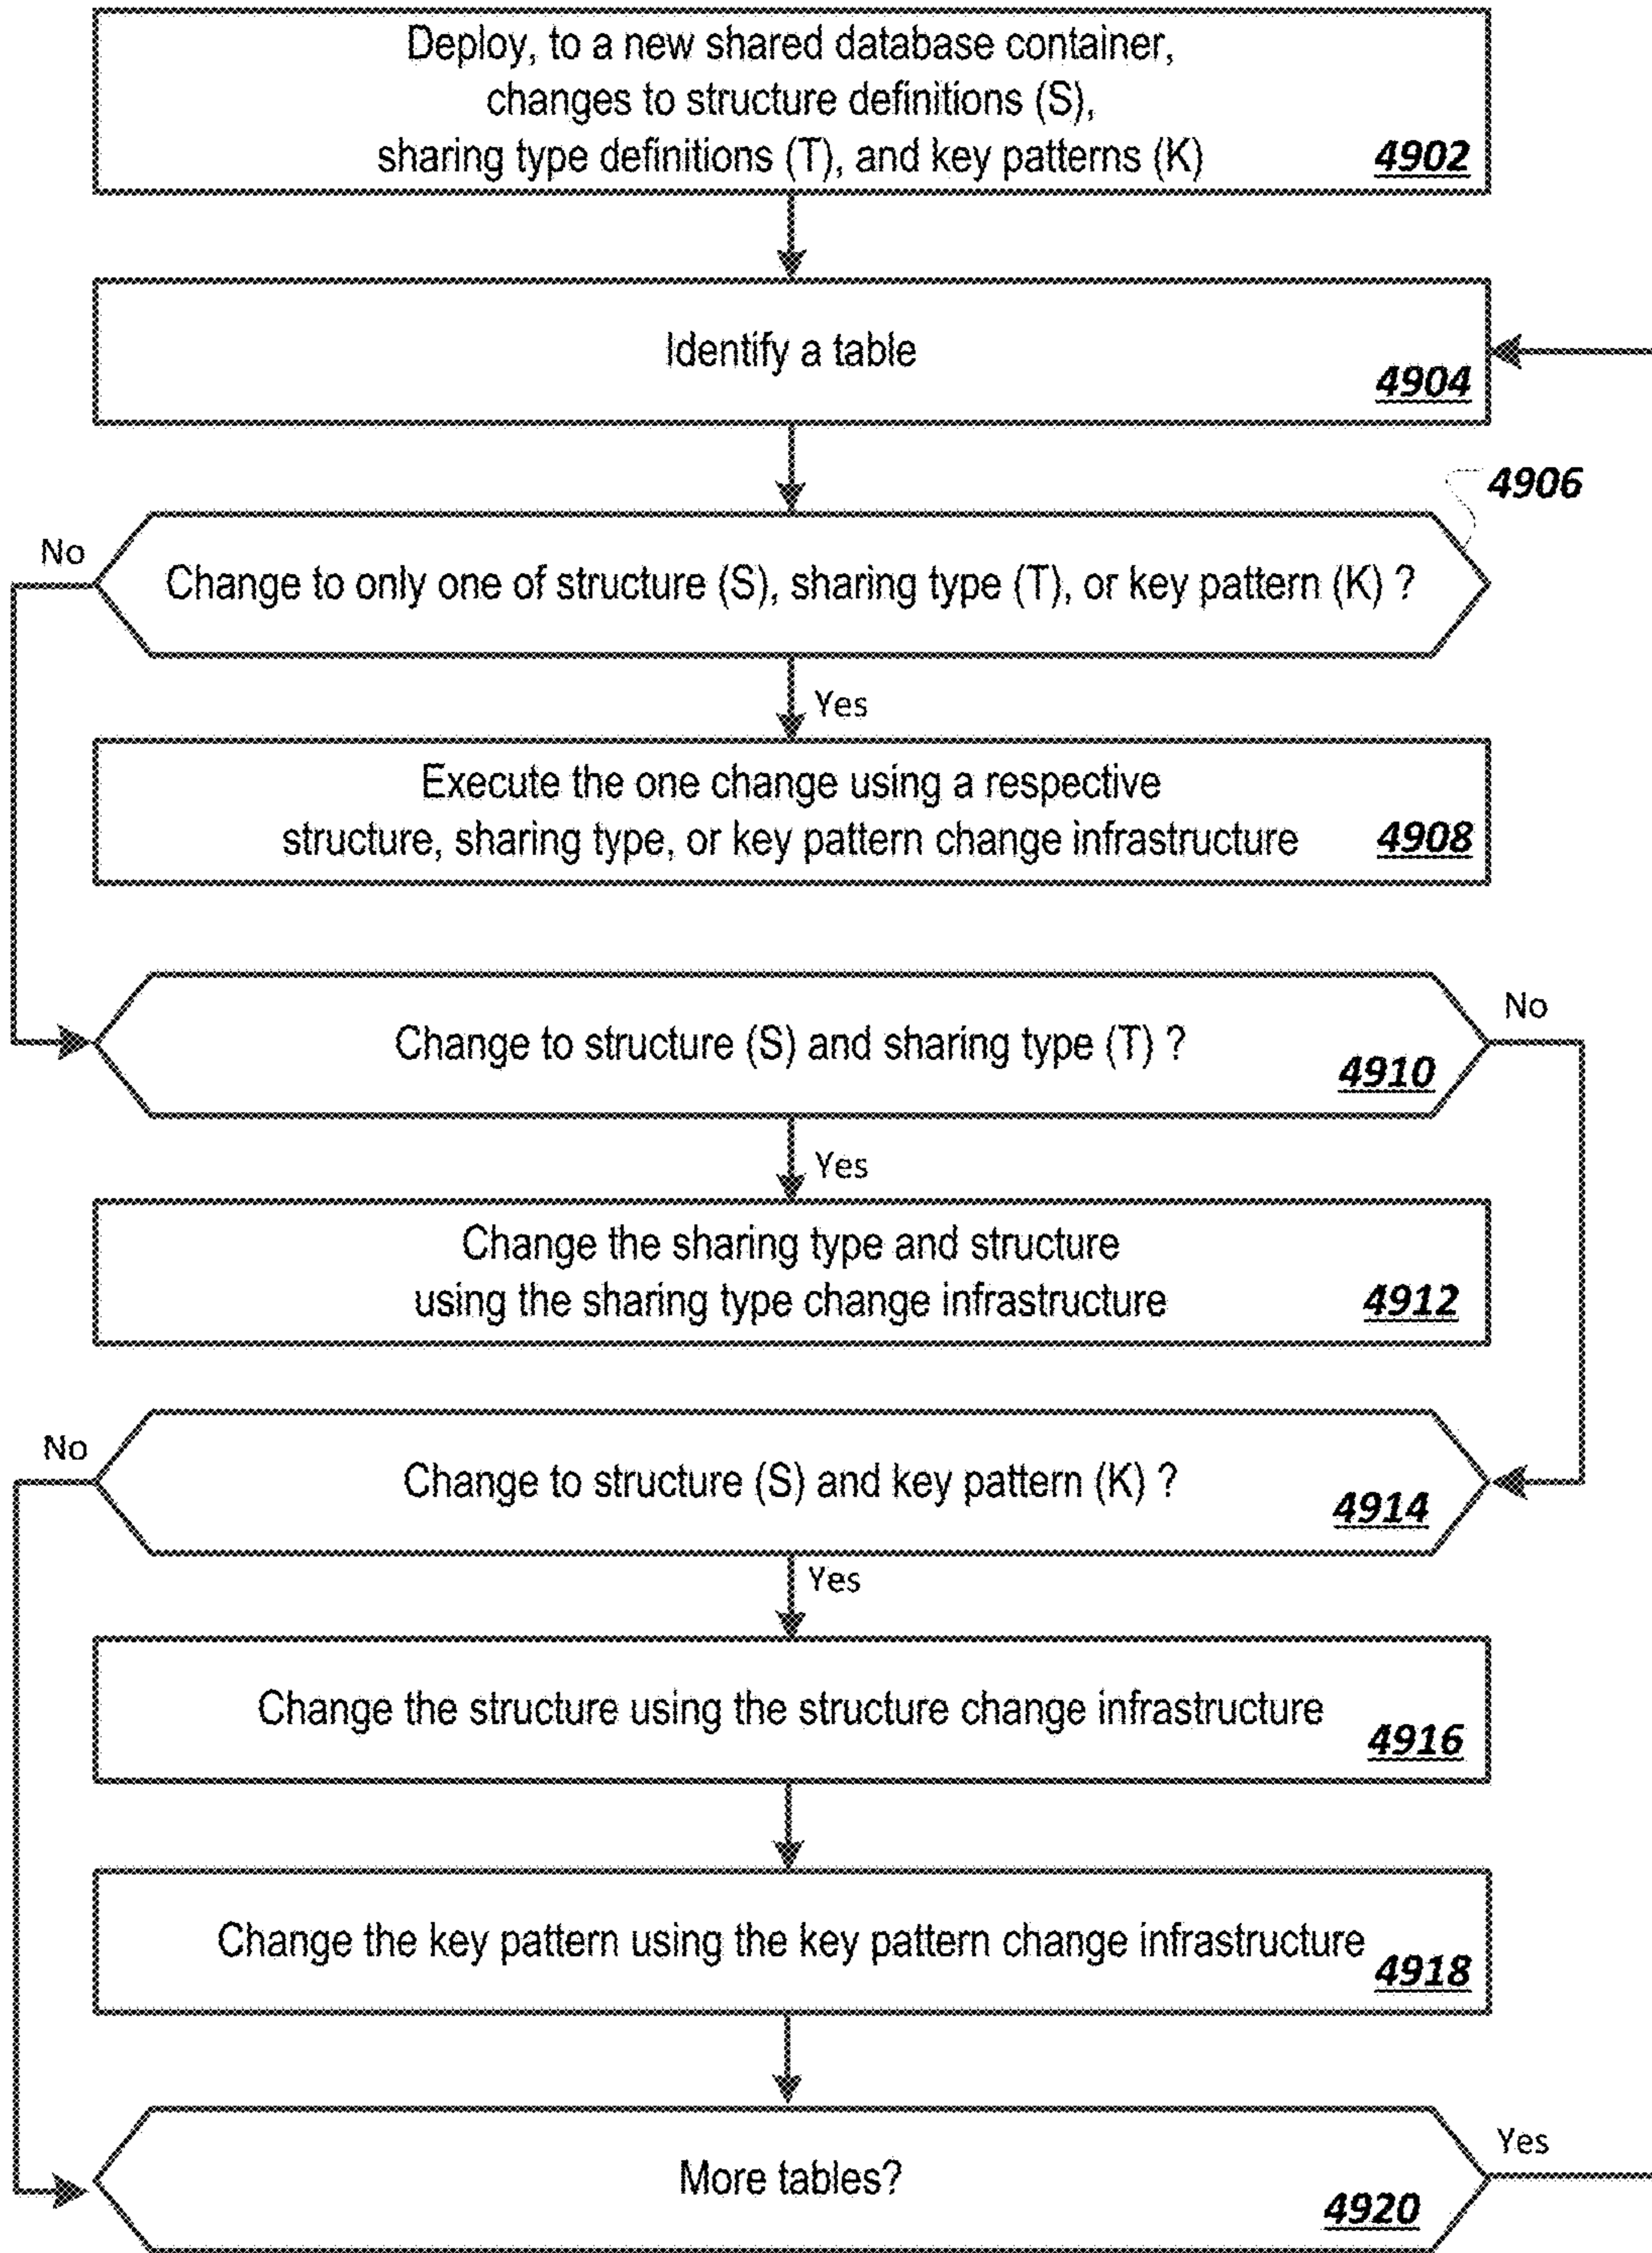 Deploy, to a new shared database container,
changes to structure definitions (S),
sharing type definitions (T), and key patterns (K)
4902
Identify a table
4904
4906
No
Change to only one of structure (S), sharing type (T), or key pattern (K) ?
Yes
Execute the one change using a respective
structure, sharing type, or key pattern change infrastructure
4908
No
Change to structure (S) and sharing type (T) ?
4910
Yes
Change the sharing type and structure
using the sharing type change infrastructure
4912
No
Change to structure (S) and key pattern (K) ?
4914
Yes
Change the structure using the structure change infrastructure
4916
Change the key pattern using the key pattern change infrastructure
4918
Yes
More tables?
4920